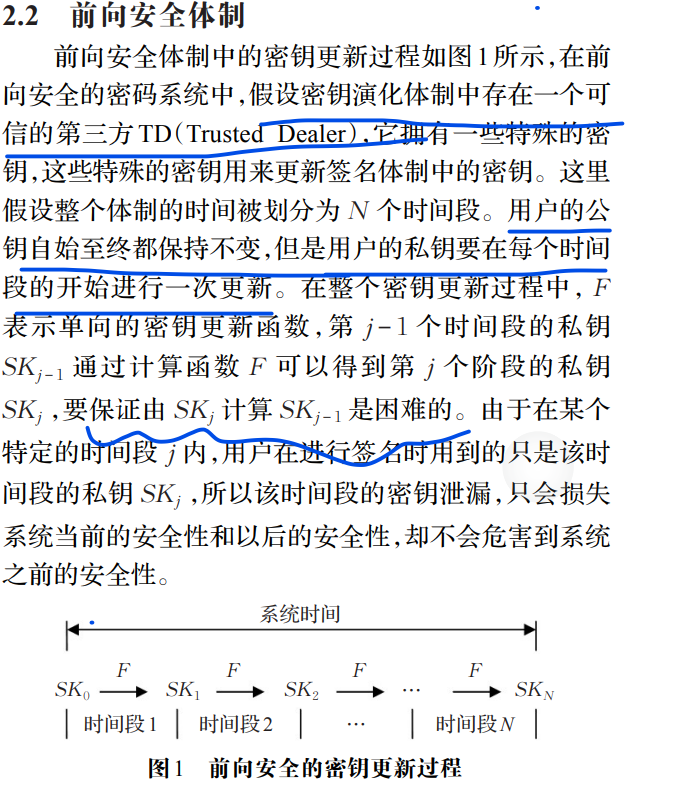 2.2 前向安全体制
前向安全体制中的密钥更新过程如图1所示,在前
向安全的密码系统中,假设密钥演化体制中存在一个可
信的第三方TD(Trusted Dealer),它拥有一些特殊的密
钥,这些特殊的密钥用来更新签名体制中的密钥。这里
假设整个体制的时间被划分为 N 个时间段。用户的公
钥自始至终都保持不变,但是用户的私钥要在每个时间
段的开始进行一次更新。在整个密钥更新过程中, F
表示单向的密钥更新函数,第 j-1个时间段的私钥
SK_{j-1} 通过计算函数 F 可以得到第 j 个阶段的私钥
SK_j ,要保证由 SK_j 计算 SK_{j-1} 是困难的。由于在某个
特定的时间段 j 内,用户在进行签名时用到的只是该时
间段的私钥 SK_j ,所以该时间段的密钥泄漏,只会损失
系统当前的安全性和以后的安全性,却不会危害到系统
之前的安全性。
系统时间
F F F F
SK_0 SK_1 SK_2 … SK_N
时间段1 时间段2 … 时间段N
图1 前向安全的密钥更新过程